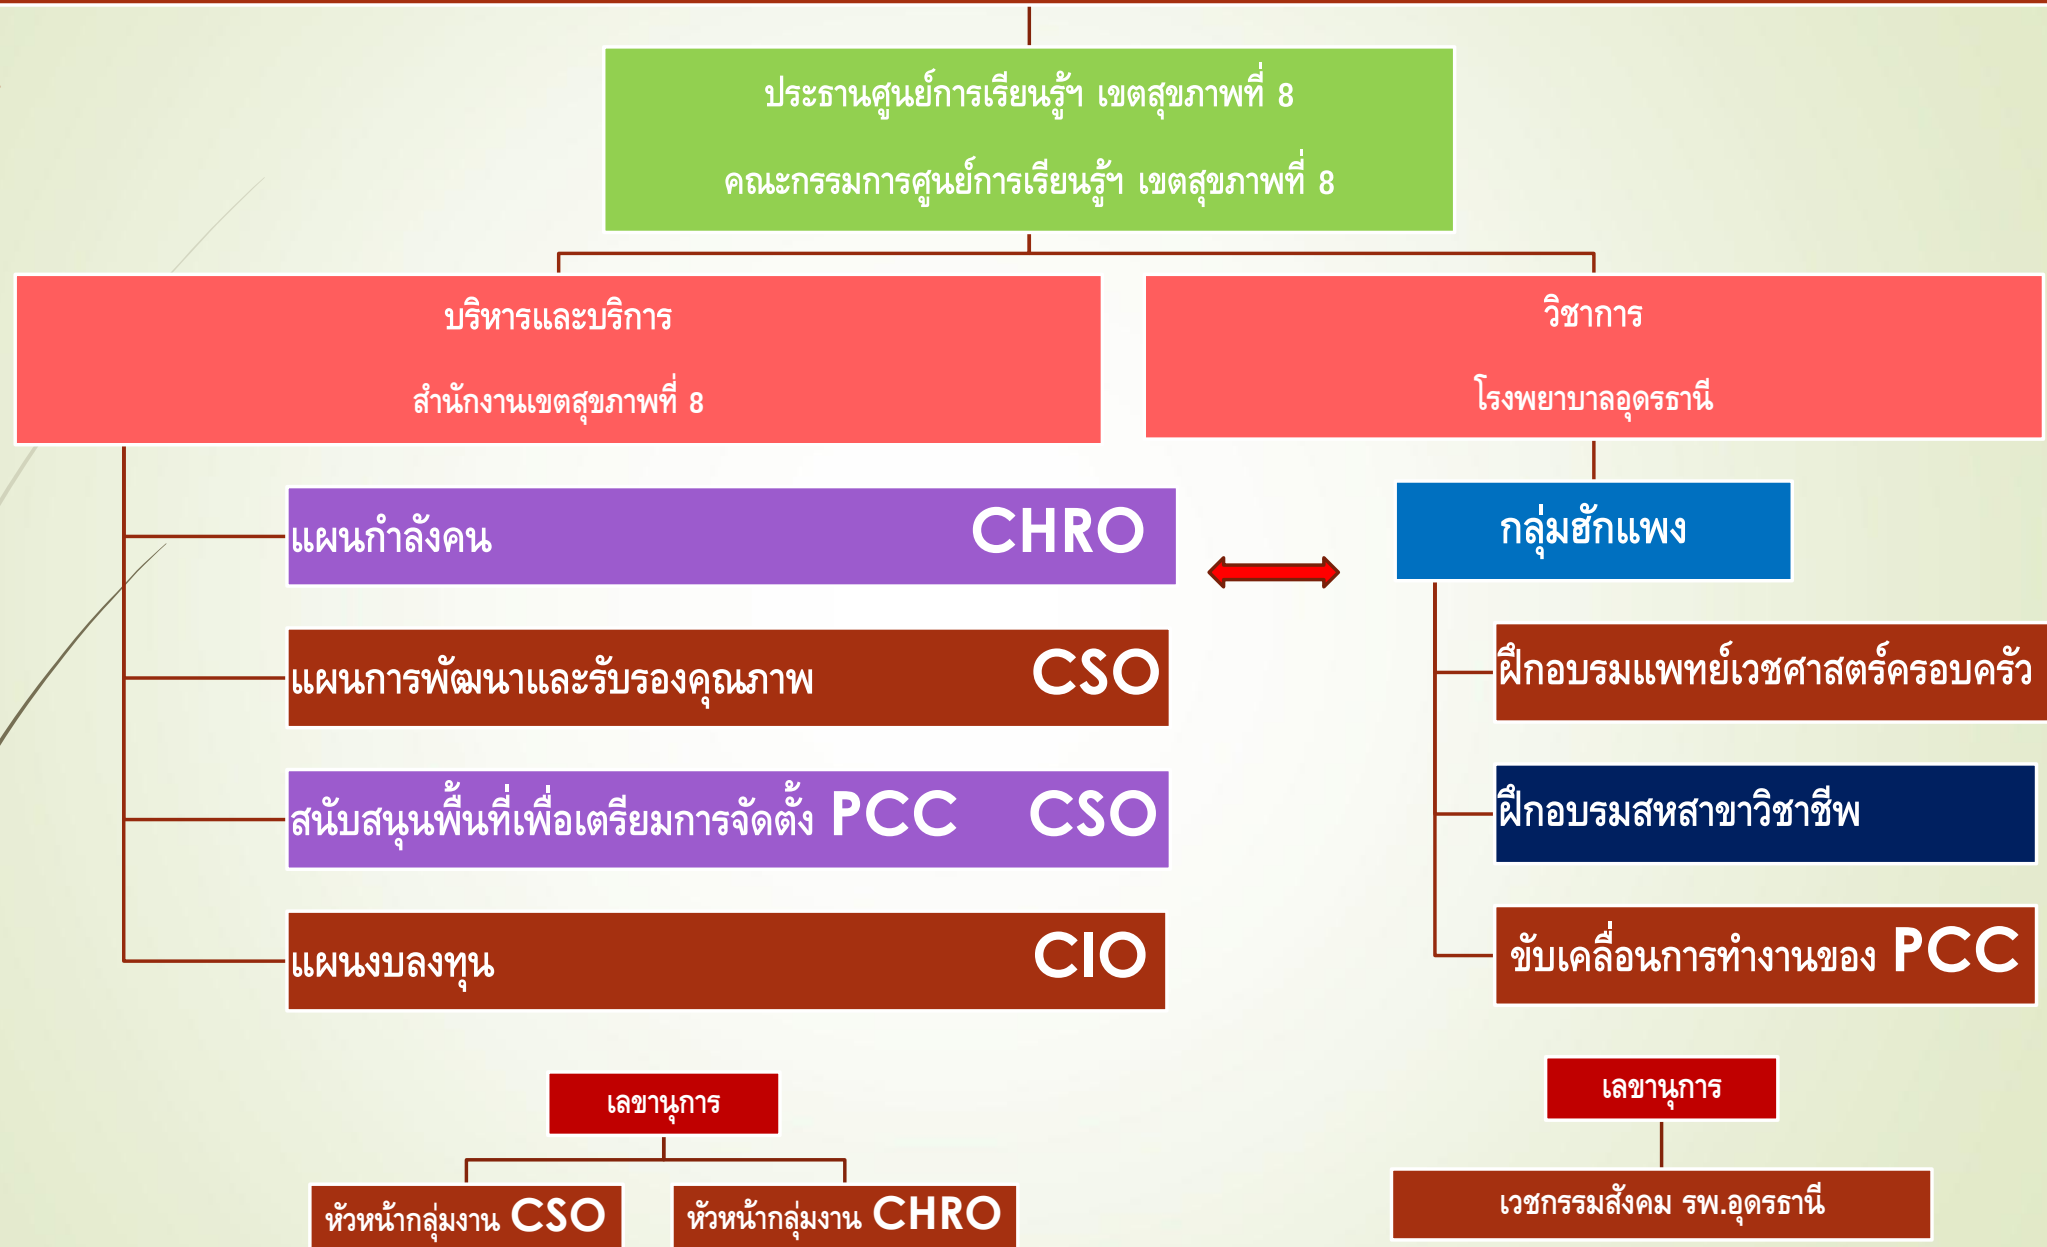 ประธานศูนย์การเรียนรู้ฯ เขตสุขภาพที่ 8
คณะกรรมการศูนย์การเรียนรู้ฯ เขตสุขภาพที่ 8
บริหารและบริการ
สำนักงานเขตสุขภาพที่ 8
วิชาการ
โรงพยาบาลอุดรธานี
แผนกำลังคน CHRO
แผนการพัฒนาและรับรองคุณภาพ CSO
สนับสนุนพื้นที่เพื่อเตรียมการจัดตั้ง PCC CSO
แผนงบลงทุน CIO
กลุ่มฮักแพง
ฝึกอบรมแพทย์เวชศาสตร์ครอบครัว
ฝึกอบรมสหสาขาวิชาชีพ
ขับเคลื่อนการทำงานของ PCC
เลขานุการ
หัวหน้ากลุ่มงาน CSO
หัวหน้ากลุ่มงาน CHRO
เลขานุการ
เวชกรรมสังคม รพ.อุดรธานี